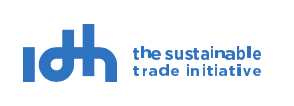 idh
the sustainable
trade initiative